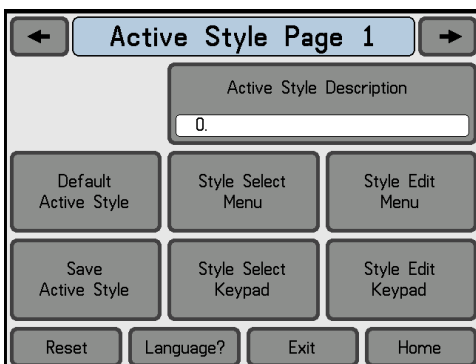 Active Style Page 1
Active Style Description
0.
Default
Active Style
Style Select
Menu
Style Edit
Menu
Save
Active Style
Style Select
Keypad
Style Edit
Keypad
Reset
Language?
Exit
Home